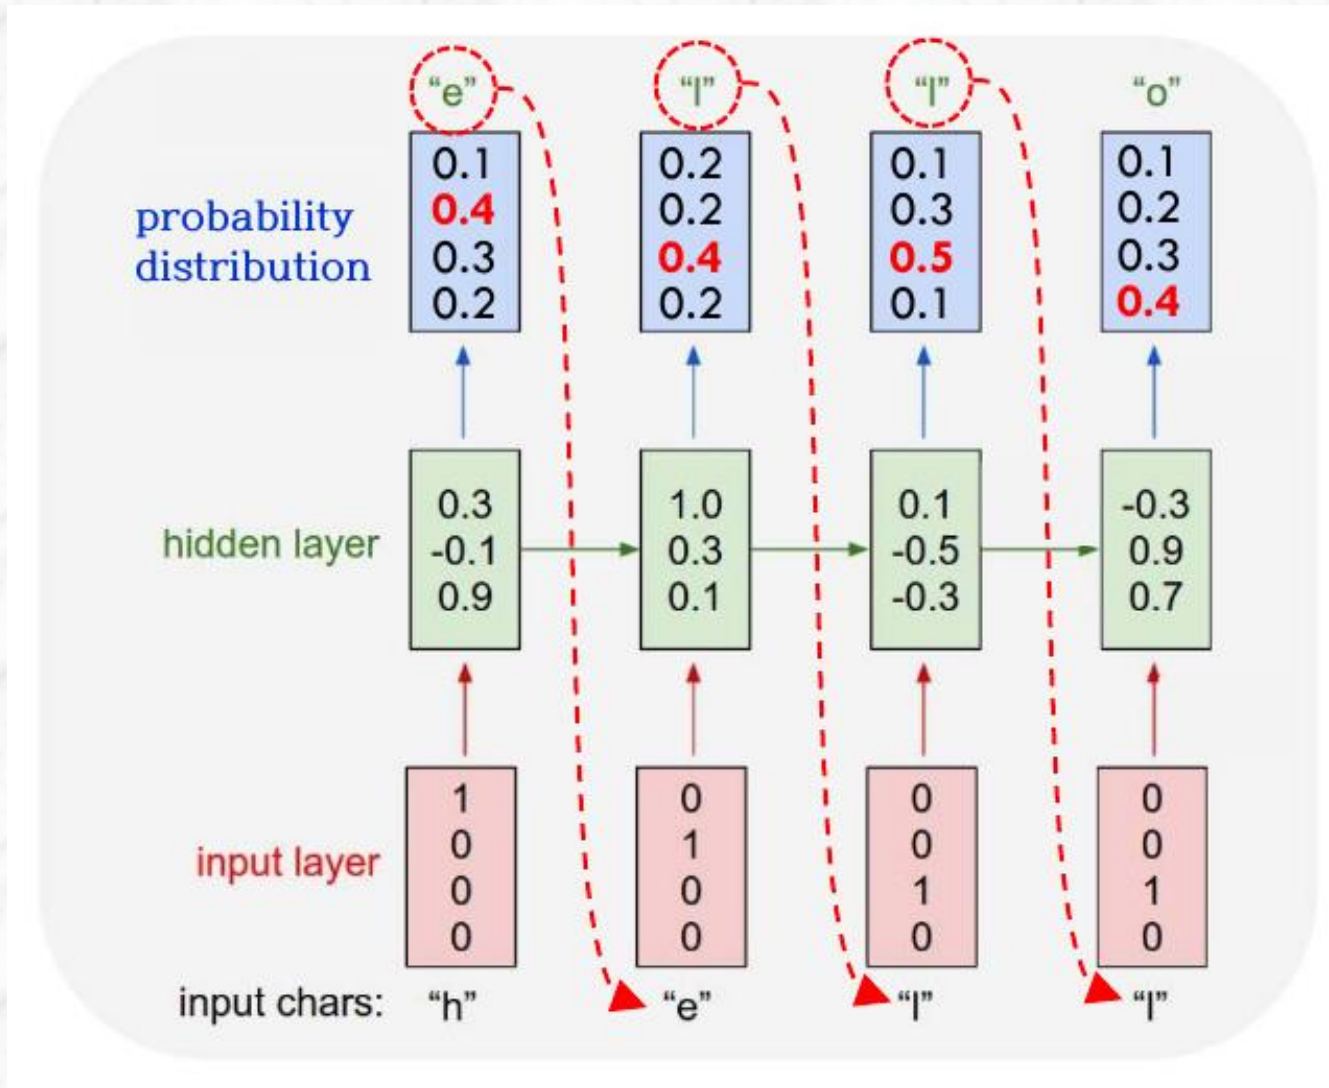 “e” “l” “l” “o”
probability
distribution
0.1 0.2 0.1 0.1
0.4 0.2 0.3 0.2
0.3 0.4 0.5 0.3
0.2 0.2 0.1 0.4
hidden layer
0.3 1.0 0.1 -0.3
-0.1 0.3 -0.5 0.9
0.9 0.1 -0.3 0.7
input layer
1 0 0 0
0 1 0 0
0 0 1 1
0 0 0 0
input chars: “h” “e” “l” “l”